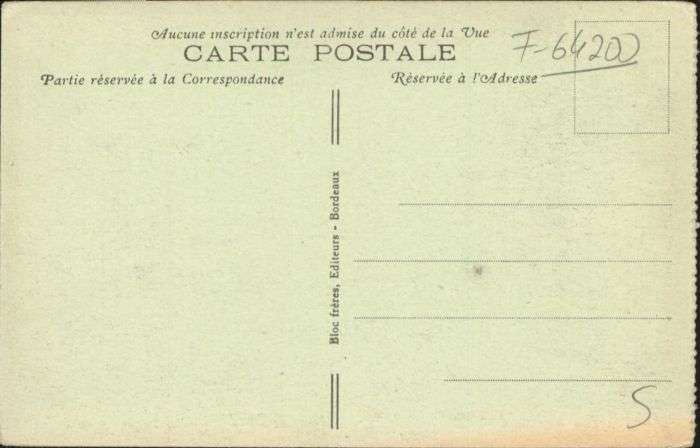 Aucune inscription n'est admise du côté de la Vue
CARTE POSTALE
F-64200
Partie réservée à la Correspondance
Réservée à l'Adresse
Bloc frères, Editeurs - Bordeaux
S